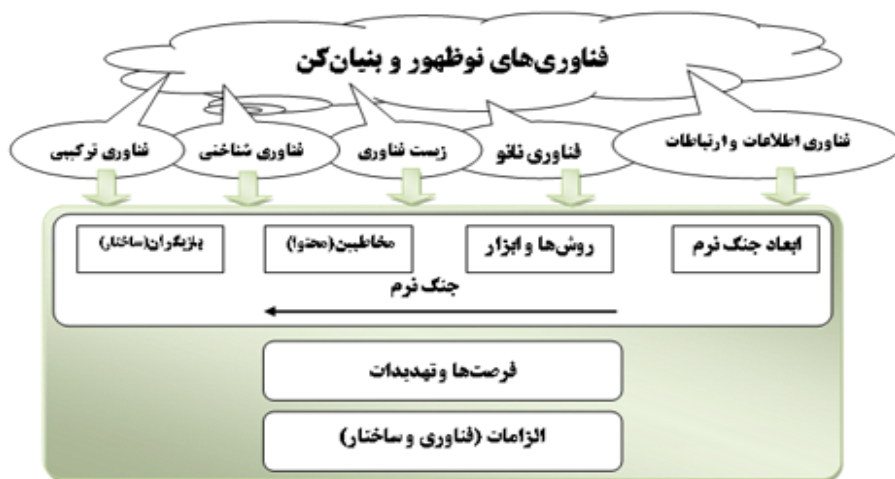 فناوری‌های نوظهور و بنیان‌کن
فناوری اطلاعات و ارتباطات
فناوری نانو
زیست فناوری
فناوری شناختی
فناوری ترکیبی
ابعاد جنگ نرم
روش‌ها و ابزار
مخاطبین(محتوا)
بازیگران(ساختار)
جنگ نرم
فرصت‌ها و تهدیدات
الزامات (فناوری و ساختار)